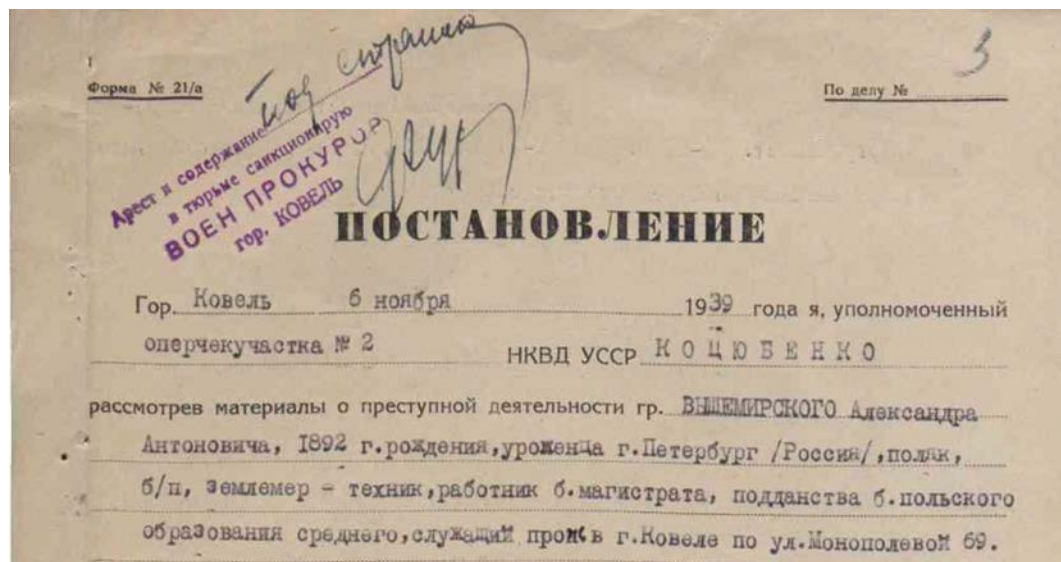 3
Форма № 21/а
По делу №
под стражей
Арест и содержание
в тюрьме санкционирую
ВОЕН ПРОКУРОР
гор. КОВЕЛЬ
ПОСТАНОВЛЕНИЕ
Гор. Ковель 6 ноября 1939 года я, уполномоченный
оперчекучастка № 2 НКВД УССР КОЦЮБЕНКО
рассмотрев материалы о преступной деятельности гр. ВЫШЕМИРСКОГО Александра
Антоновича, 1892 г.рождения,уроженца г.Петербург /Россия/,поляк,
б/п, землемер - техник,работник б.магистрата, подданства б.польского
образования среднего,служащий прож в г.Ковеле по ул.Монополевой 69.